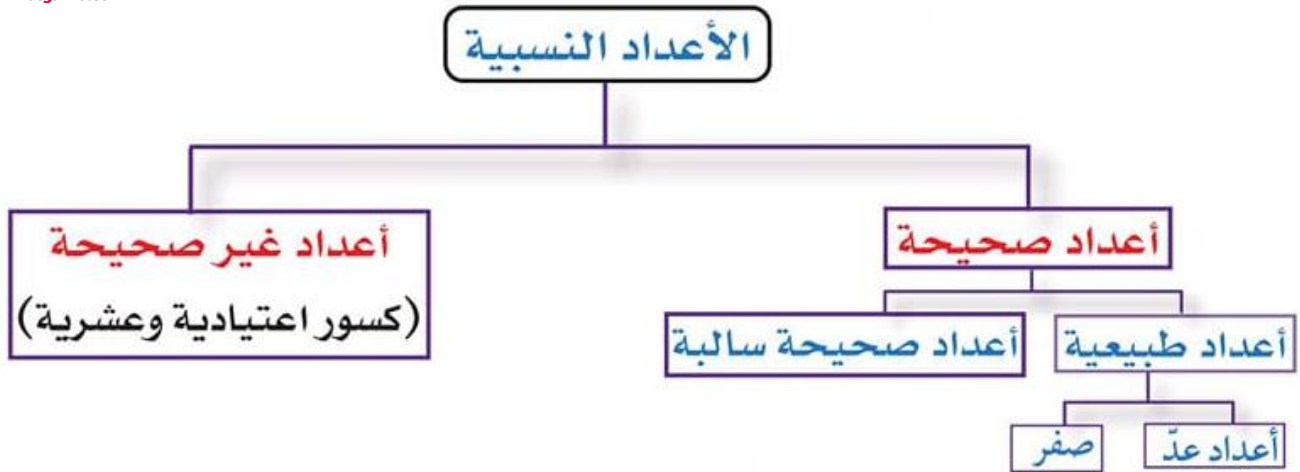 الأعداد النسبية
أعداد صحيحة
أعداد غير صحيحة
(كسور اعتيادية وعشرية)
أعداد طبيعية
أعداد صحيحة سالبة
أعداد عدّ
صفر